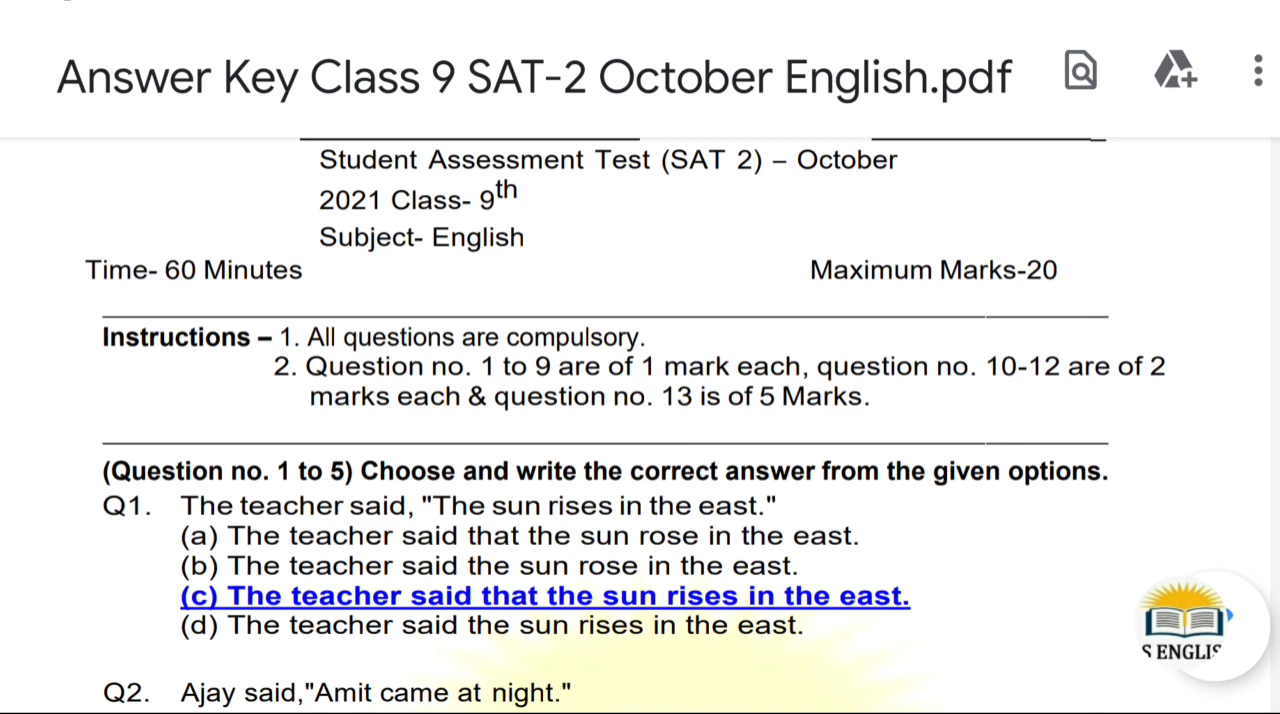 Answer Key Class 9 SAT-2 October English.pdf
Student Assessment Test (SAT 2) – October
2021 Class- 9th
Subject- English
Time- 60 Minutes Maximum Marks-20
Instructions – 1. All questions are compulsory.
2. Question no. 1 to 9 are of 1 mark each, question no. 10-12 are of 2
marks each & question no. 13 is of 5 Marks.
(Question no. 1 to 5) Choose and write the correct answer from the given options.
Q1. The teacher said, "The sun rises in the east."
(a) The teacher said that the sun rose in the east.
(b) The teacher said the sun rose in the east.
(c) The teacher said that the sun rises in the east.
(d) The teacher said the sun rises in the east.
S ENGLIS
Q2. Ajay said,"Amit came at night."